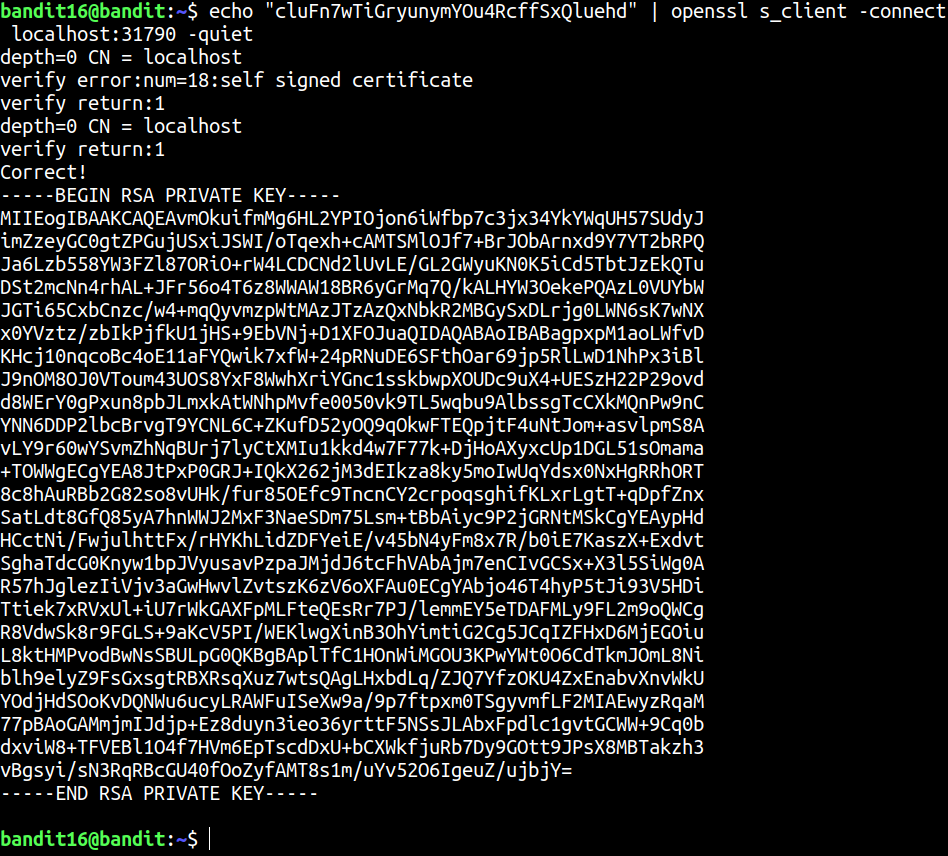 bandit16@bandit:~$ echo "cluFn7wTiGryunymYOu4RcffSxQluehd" | openssl s_client -connect
localhost:31790 -quiet
depth=0 CN = localhost
verify error:num=18:self signed certificate
verify return:1
depth=0 CN = localhost
verify return:1
Correct!
-----BEGIN RSA PRIVATE KEY-----
MIIEogIBAAKCAQEAvmOkuifmMg6HL2YPIOjon6iWfbp7c3jx34YkYWqUH57SUdyJ
imZzeyGC0gtZPGujUSxiJSWI/oTqexh+cAMTSMlOJf7+BrJObArnxd9Y7YT2bRPQ
Ja6Lzb558YW3FZl87ORiO+rW4LCDCNd2lUvLE/GL2GWyuKN0K5iCd5TbtJzEkQTu
DSt2mcNn4rhAL+JFr56o4T6z8WWAW18BR6yGrMq7Q/kALHYW3OekePQAzL0VUYbW
JGTi65CxbCnzc/w4+mqQyvmzpWtMAzJTzAzQxNbkR2MBGySxDLrjg0LWN6sK7wNX
x0YVztz/zbIkPjfkU1jHS+9EbVNj+D1XFOJuaQIDAQABAoIBABagpxpM1aoLWfvD
KHcj10nqcoBc4oE11aFYQwik7xfW+24pRNuDE6SFthOar69jp5RlLwD1NhPx3iBl
J9nOM8OJ0VToum43UOS8YxF8WwhXriYGnc1sskbwpXOUDc9uX4+UESzH22P29ovd
d8WErY0gPxun8pbJLmxkAtWNhpMvfe0050vk9TL5wqbu9AlbssgTcCXkMQnPw9nC
YNN6DDP2lbcBrvgT9YCNL6C+ZKufD52yOQ9qOkwFTEQpjtF4uNtJom+asvlpmS8A
vLY9r60wYSvmZhNqBUrj7lyCtXMIu1kkd4w7F77k+DjHoAXyxcUp1DGL51sOmama
+TOWWgECgYEA8JtPxP0GRJ+IQkX262jM3dEIkza8ky5moIwUqYdsx0NxHgRRhORT
8c8hAuRBb2G82so8vUHk/fur85OEfc9TncnCY2crpoqsghifKLxrLgtT+qDpfZnx
SatLdt8GfQ85yA7hnWWJ2MxF3NaeSDm75Lsm+tBbAiyc9P2jGRNtMSkCgYEAypHd
HCctNi/FwjulhttFx/rHYKhLidZDFYeiE/v45bN4yFm8x7R/b0iE7KaszX+Exdvt
SghaTdcG0Knyw1bpJVyusavPzpaJMjdJ6tcFhVAbAjm7enCIvGCSx+X3l5SiWg0A
R57hJglezIiVjv3aGwHwvlZvtszK6zV6oXFAu0ECgYAbjo46T4hyP5tJi93V5HDi
Ttiek7xRVxUl+iU7rWkGAXFpMLFteQEsRr7PJ/lemmEY5eTDAFMLy9FL2m9oQWCg
R8VdwSk8r9FGLS+9aKcV5PI/WEKlwgXinB3OhYimtiG2Cg5JCqIZFHxD6MjEGOiu
L8ktHMPvodBwNsSBULpG0QKBgBAplTfC1HOnWiMGOU3KPwYWt0O6CdTkmJOmL8Ni
blh9elyZ9FsGxsgtRBXRsqXuz7wtsQAgLHxbdLq/ZJQ7YfzOKU4ZxEnabvXnvWkU
YOdjHdSOoKvDQNWu6ucyLRAWFuISeXw9a/9p7ftpxm0TSgyvmfLF2MIAEwyzRqaM
77pBAoGAMmjmIJdjp+Ez8duyn3ieo36yrttF5NSsJLAbxFpdlc1gvtGCWW+9Cq0b
dxviW8+TFVEBl1O4f7HVm6EpTscdDxU+bCXWkfjuRb7Dy9GOtt9JPsX8MBTakzh3
vBgsyi/sN3RqRBcGU40fOoZyfAMT8s1m/uYv52O6IgeuZ/ujbjY=
-----END RSA PRIVATE KEY-----
bandit16@bandit:~$